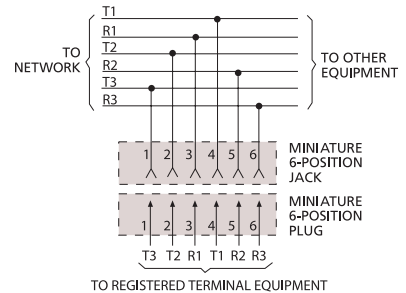 T1
R1
T2
R2
T3
R3
TO
NETWORK
TO OTHER
EQUIPMENT
1 2 3 4 5 6
MINIATURE
6-POSITION
JACK
1 2 3 4 5 6
MINIATURE
6-POSITION
PLUG
T3 T2 R1 T1 R2 R3
TO REGISTERED TERMINAL EQUIPMENT